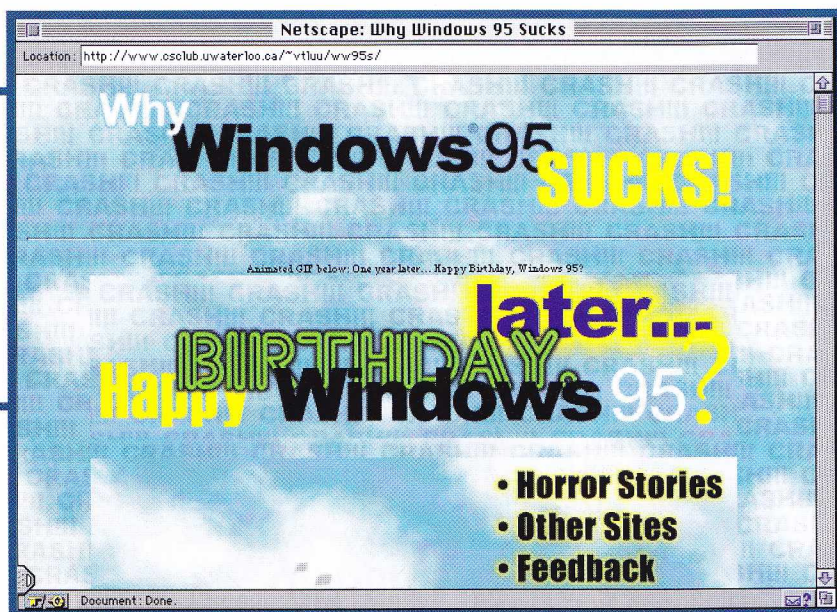 Netscape: Why Windows 95 Sucks
Location: http://www.csclub.uwaterloo.ca/~vtluu/ww95s/
Why
Windows® 95
SUCKS!
Animated GIF below: One year later... Happy Birthday, Windows 95?
later...
BIRTHDAY,
Happy Windows 95?
• Horror Stories
• Other Sites
• Feedback
Document: Done.